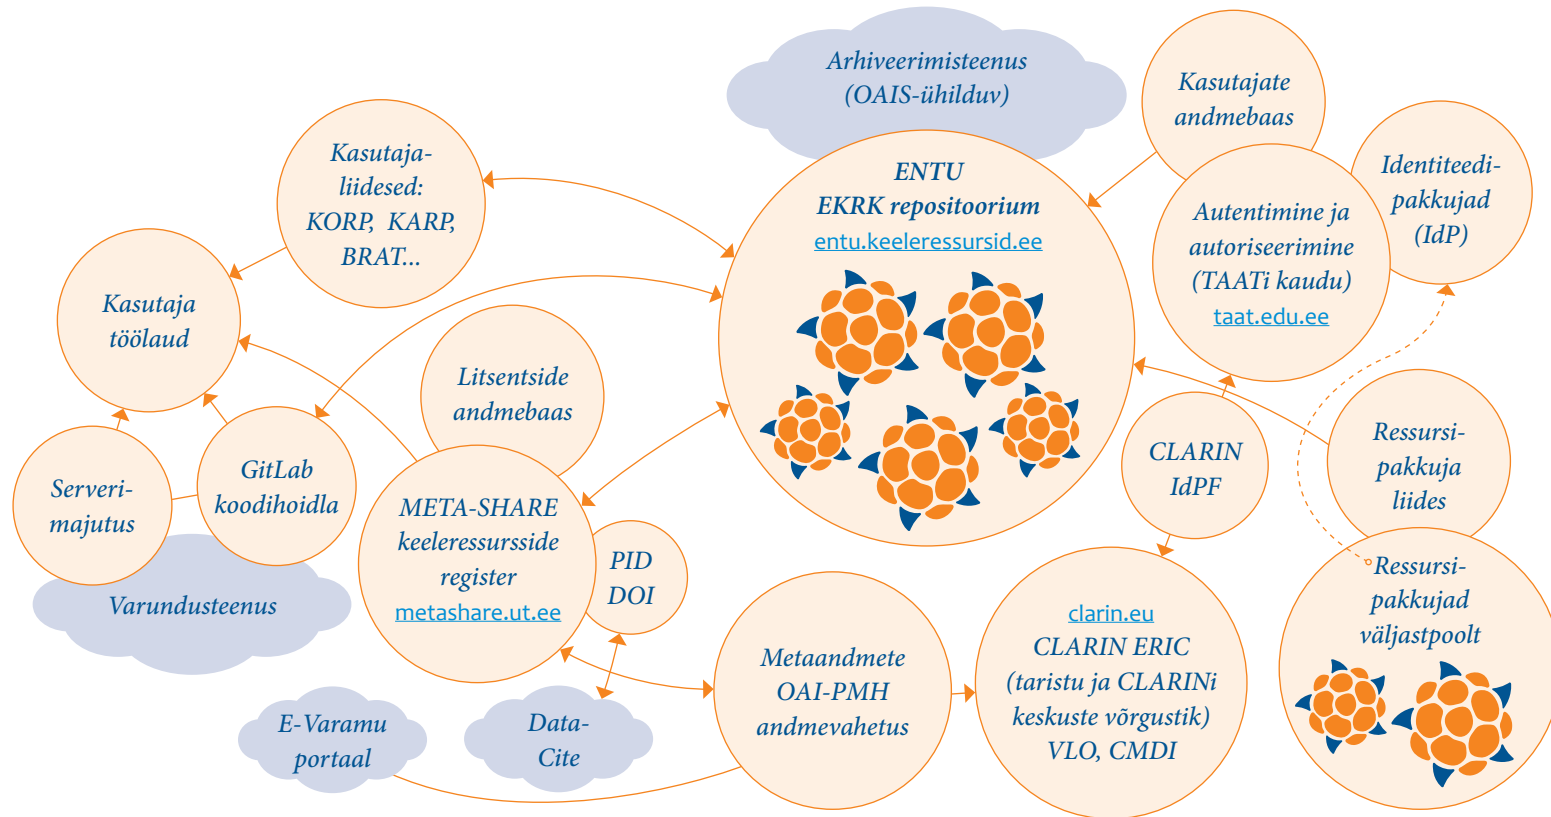 Arhiveerimisteenus
(OAIS-ühilduv)
Kasutajate
andmebaas
Kasutaja-
liidesed:
KORP, KARP,
BRAT...
ENTU
EKRK repositoorium
entu.keeleressursid.ee
Identiteedi-
pakkujad
(IdP)
Autentimine ja
autoriseerimine
(TAATi kaudu)
taat.edu.ee
Kasutaja
töölaud
Litsentside
andmebaas
Serveri-
majutus
GitLab
koodihoidla
META-SHARE
keeleressursside
register
metashare.ut.ee
PID
DOI
CLARIN
IdPF
Ressursi-
pakkuja
liides
Varundusteenus
Ressursi-
pakkujad
väljastpoolt
E-Varamu
portaal
Data-
Cite
Metaandmete
OAI-PMH
andmevahetus
clarin.eu
CLARIN ERIC
(taristu ja CLARINi
keskuste võrgustik)
VLO, CMDI